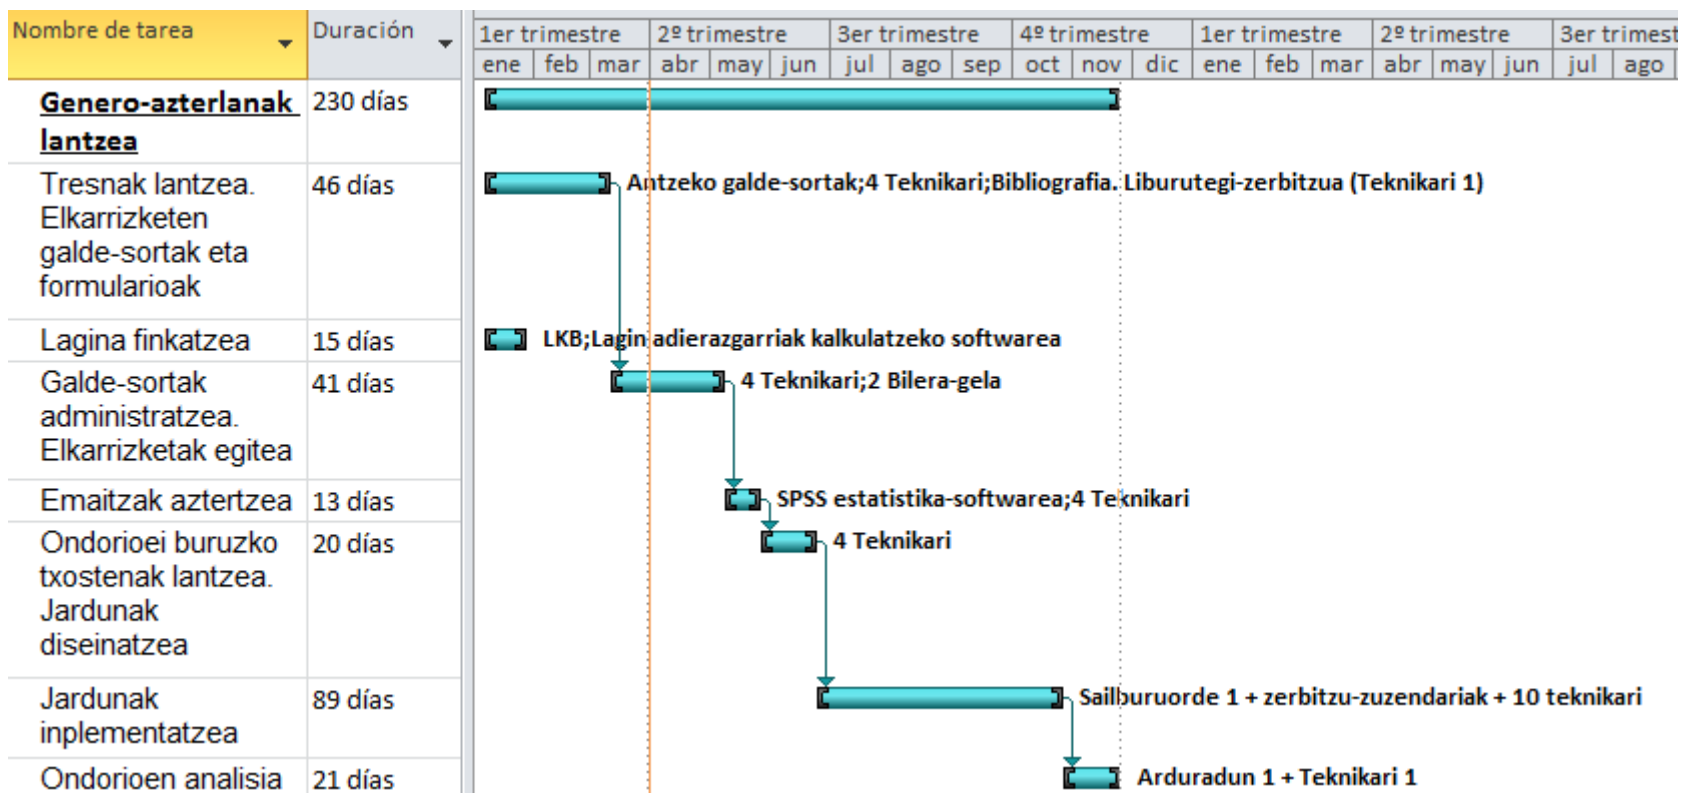 Nombre de tarea Duración 1er trimestre 2º trimestre 3er trimestre 4º trimestre 1er trimestre 2º trimestre 3er trimest
ene feb mar abr may jun jul ago sep oct nov dic ene feb mar abr may jun jul ago
Genero-azterlanak 230 días
lantzea
Tresnak lantzea. 46 días Antzeko galde-sortak;4 Teknikari;Bibliografia. Liburutegi-zerbitzua (Teknikari 1)
Elkarrizketen
galde-sortak eta
formularioak
Lagina finkatzea 15 días LKB;Lagin adierazgarriak kalkulatzeko softwarea
Galde-sortak 41 días 4 Teknikari;2 Bilera-gela
administratzea.
Elkarrizketak egitea
Emaitzak aztertzea 13 días SPSS estatistika-softwarea;4 Teknikari
Ondorioei buruzko 20 días 4 Teknikari
txostenak lantzea.
Jardunak
diseinatzea
Jardunak 89 días Sailburuorde 1 + zerbitzu-zuzendariak + 10 teknikari
inplementatzea
Ondorioen analisia 21 días Arduradun 1 + Teknikari 1